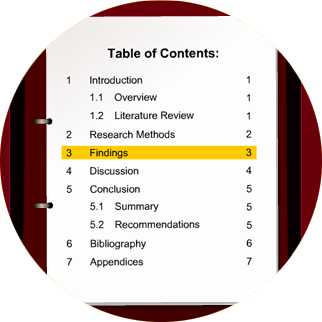 Table of Contents:
1 Introduction 1
1.1 Overview 1
1.2 Literature Review 1
2 Research Methods 2
3 Findings 3
4 Discussion 4
5 Conclusion 5
5.1 Summary 5
5.2 Recommendations 5
6 Bibliography 6
7 Appendices 7